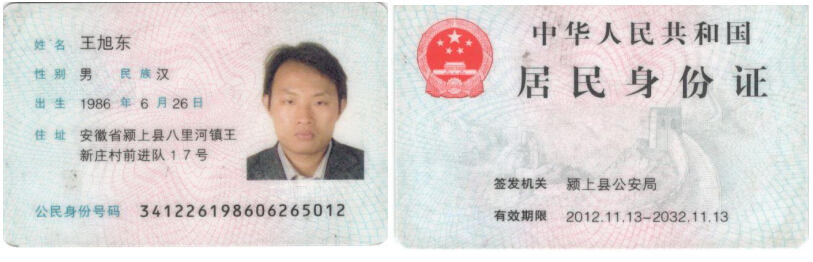 姓名 王旭东
性别 男 民族 汉
出生 1986 年 6 月 26 日
住址 安徽省颍上县八里河镇王
新庄村前进队17号
公民身份号码 341226198606265012
中华人民共和国
居民身份证
签发机关 颍上县公安局
有效期限 2012.11.13-2032.11.13